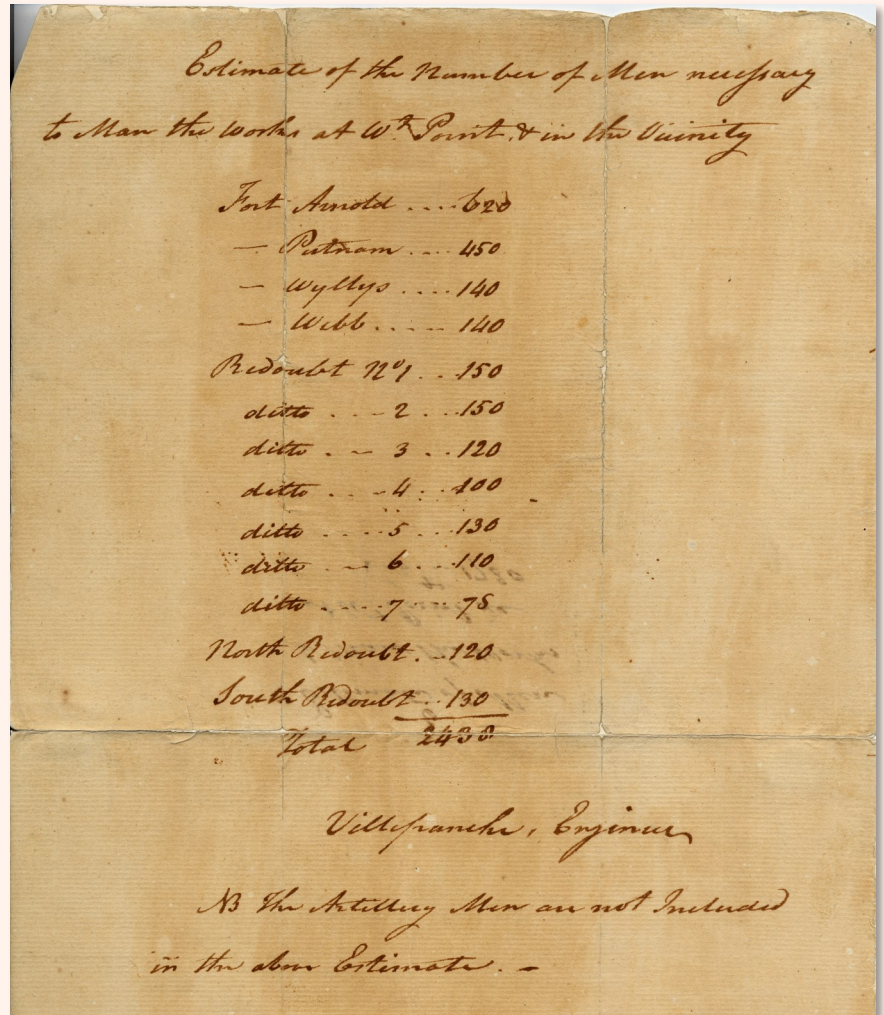 Estimate of the Number of Men necessary
to Man the Works at Wt. Point, & in the Vicinity
Fort Arnold .... 620
— Putnam .... 450
— Wyllys .... 140
— Webb ..... 140
Redoubt No 1 ... 150
ditto ... 2 ... 150
ditto . .. 3 ... 120
ditto ... 4 .. 100
ditto .... 5 ... 130
ditto ... 6 ... 110
ditto .... 7 75
North Redoubt ... 120
South Redoubt ... 130
Total 2438
Villefranche, Engineer
NB The Artillery Men are not Included
in the above Estimate. —